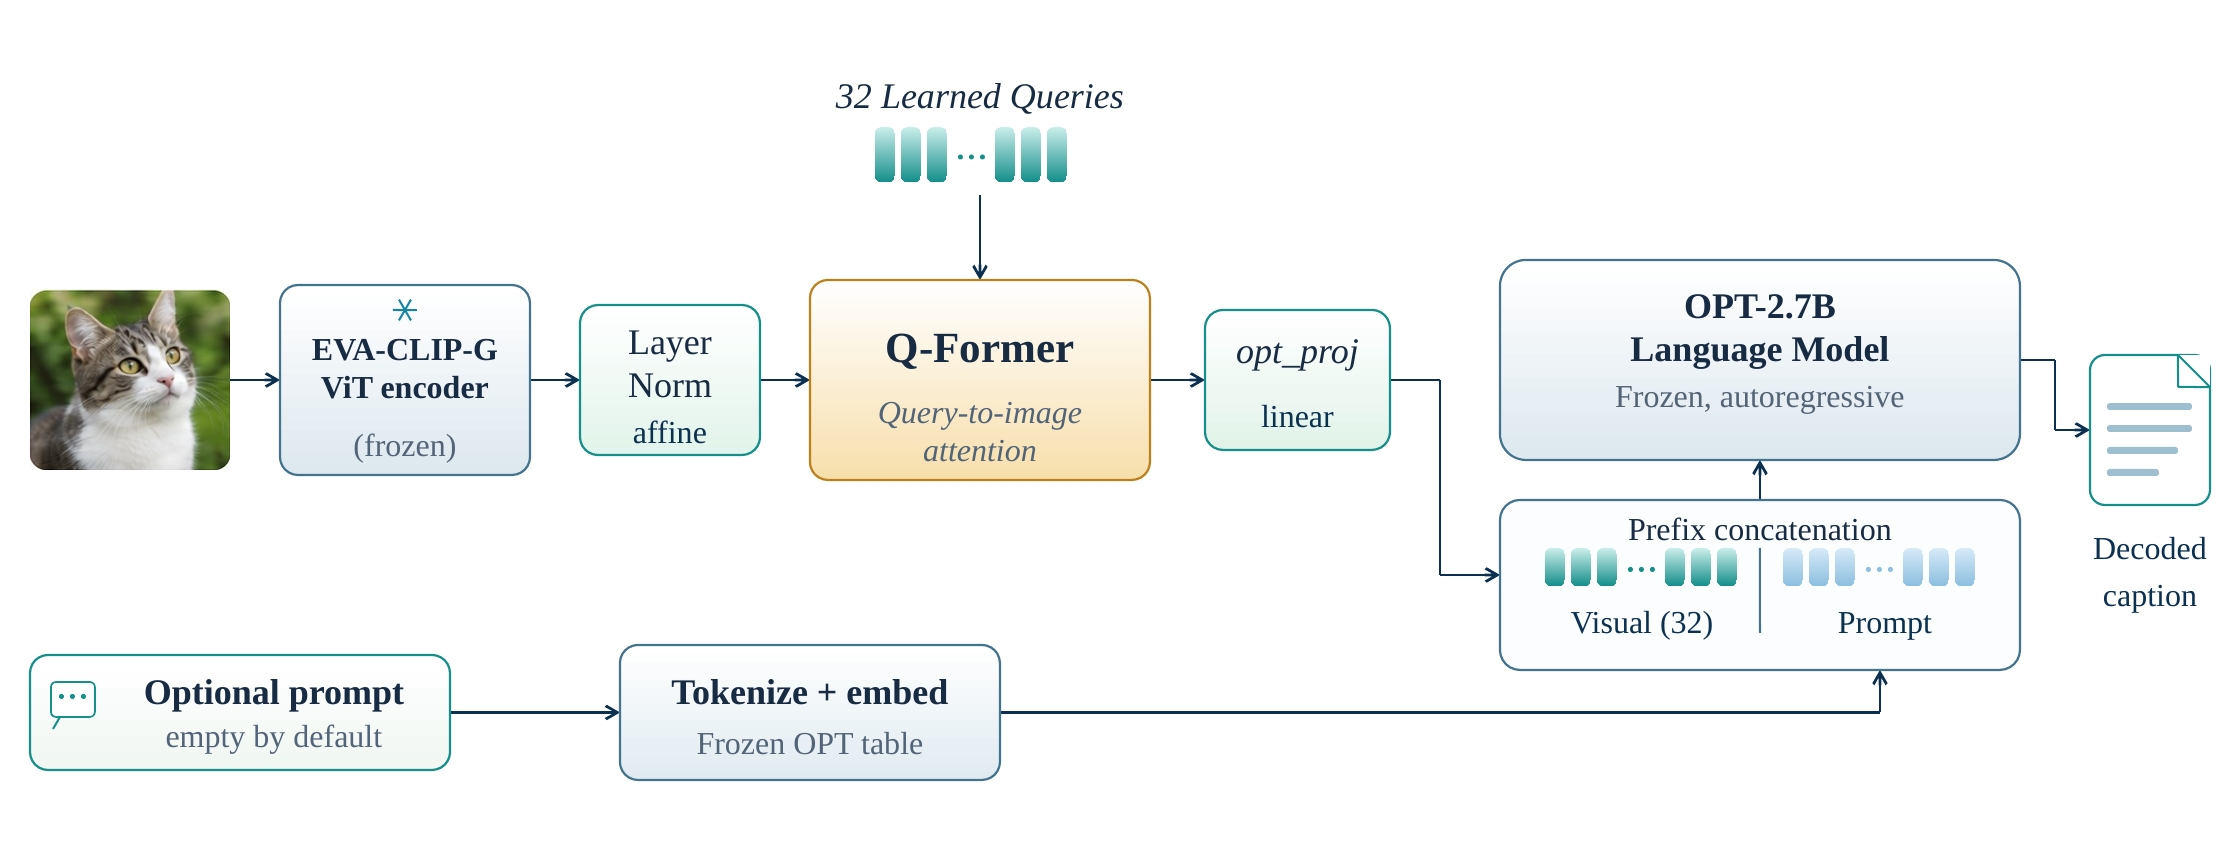 32 Learned Queries
EVA-CLIP-G
ViT encoder
(frozen)
Layer
Norm
affine
Q-Former
Query-to-image
attention
opt_proj
linear
OPT-2.7B
Language Model
Frozen, autoregressive
Prefix concatenation
Visual (32)
Prompt
Decoded
caption
Optional prompt
empty by default
Tokenize + embed
Frozen OPT table